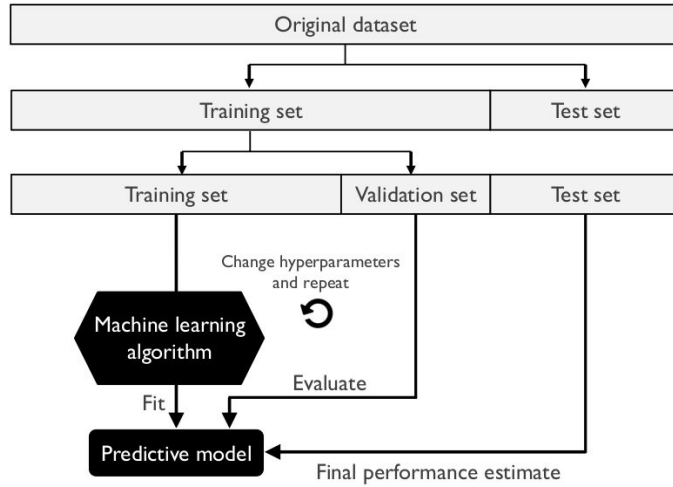 Original dataset
Training set
Test set
Training set
Validation set
Test set
Change hyperparameters
and repeat
Machine learning
algorithm
Evaluate
Fit
Predictive model
Final performance estimate